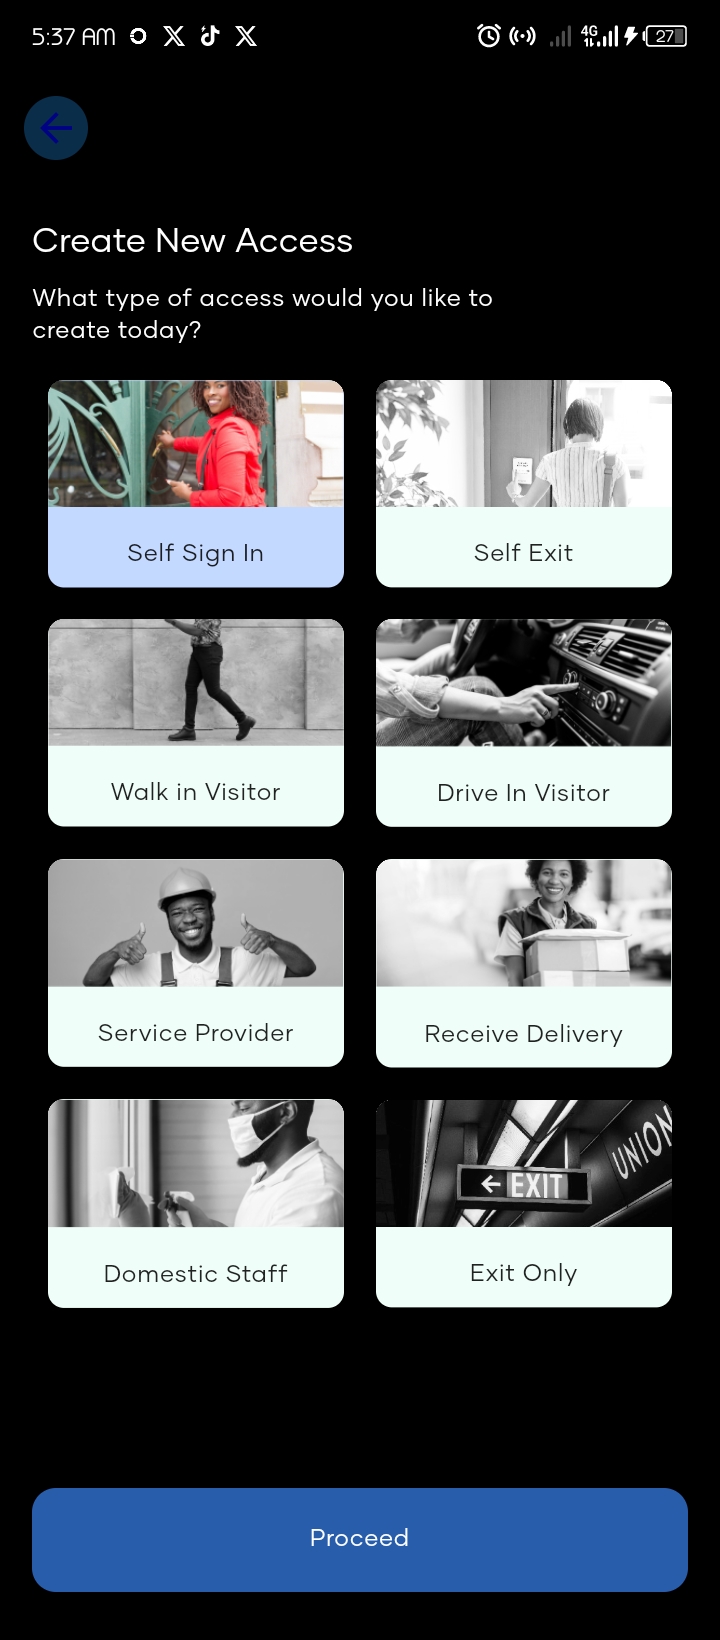 5:37 AM
4G
27
Create New Access
What type of access would you like to
create today?
Self Sign In
Self Exit
Walk in Visitor
Drive In Visitor
Service Provider
Receive Delivery
UNION
EXIT
Domestic Staff
Exit Only
Proceed